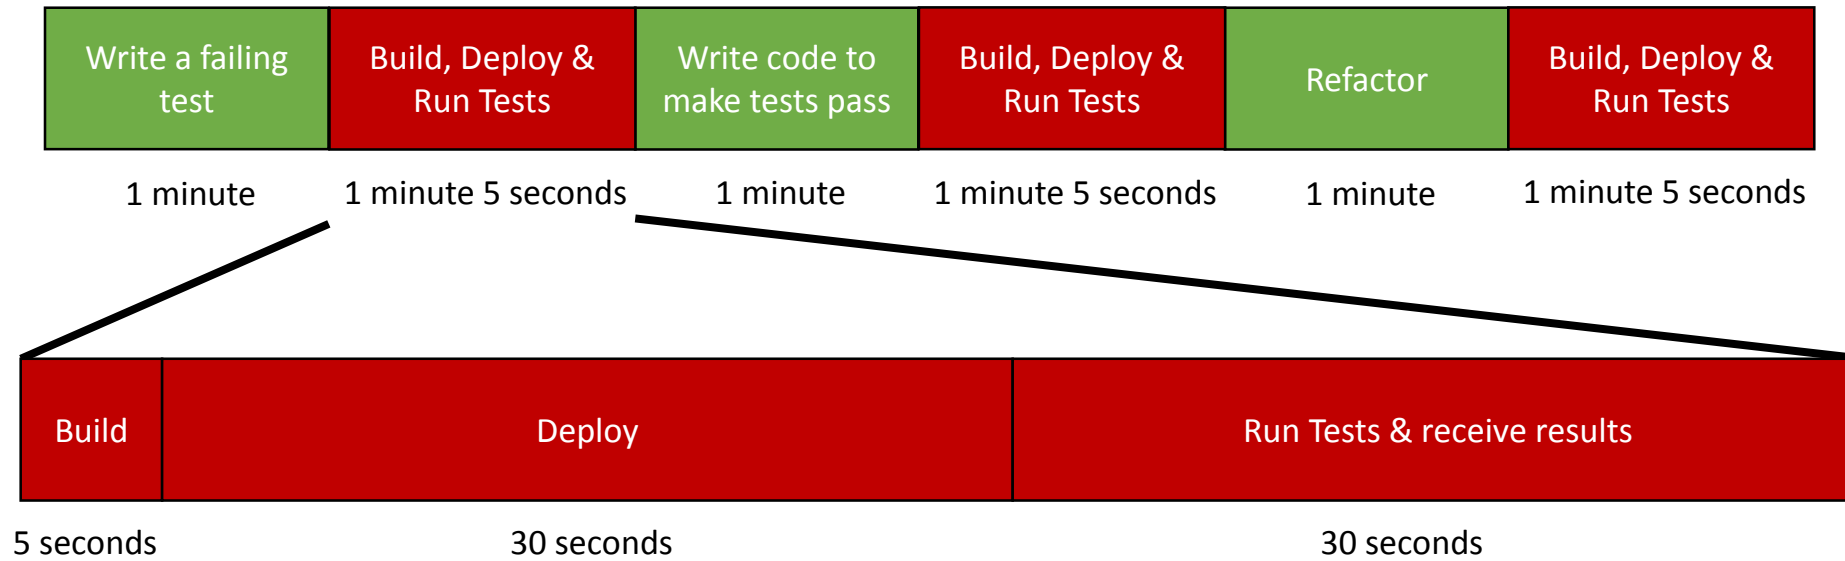 Write a failing
test
Build, Deploy &
Run Tests
Write code to
make tests pass
Build, Deploy &
Run Tests
Refactor
Build, Deploy &
Run Tests
1 minute
1 minute 5 seconds
1 minute
1 minute 5 seconds
1 minute
1 minute 5 seconds
Build
Deploy
Run Tests & receive results
5 seconds
30 seconds
30 seconds